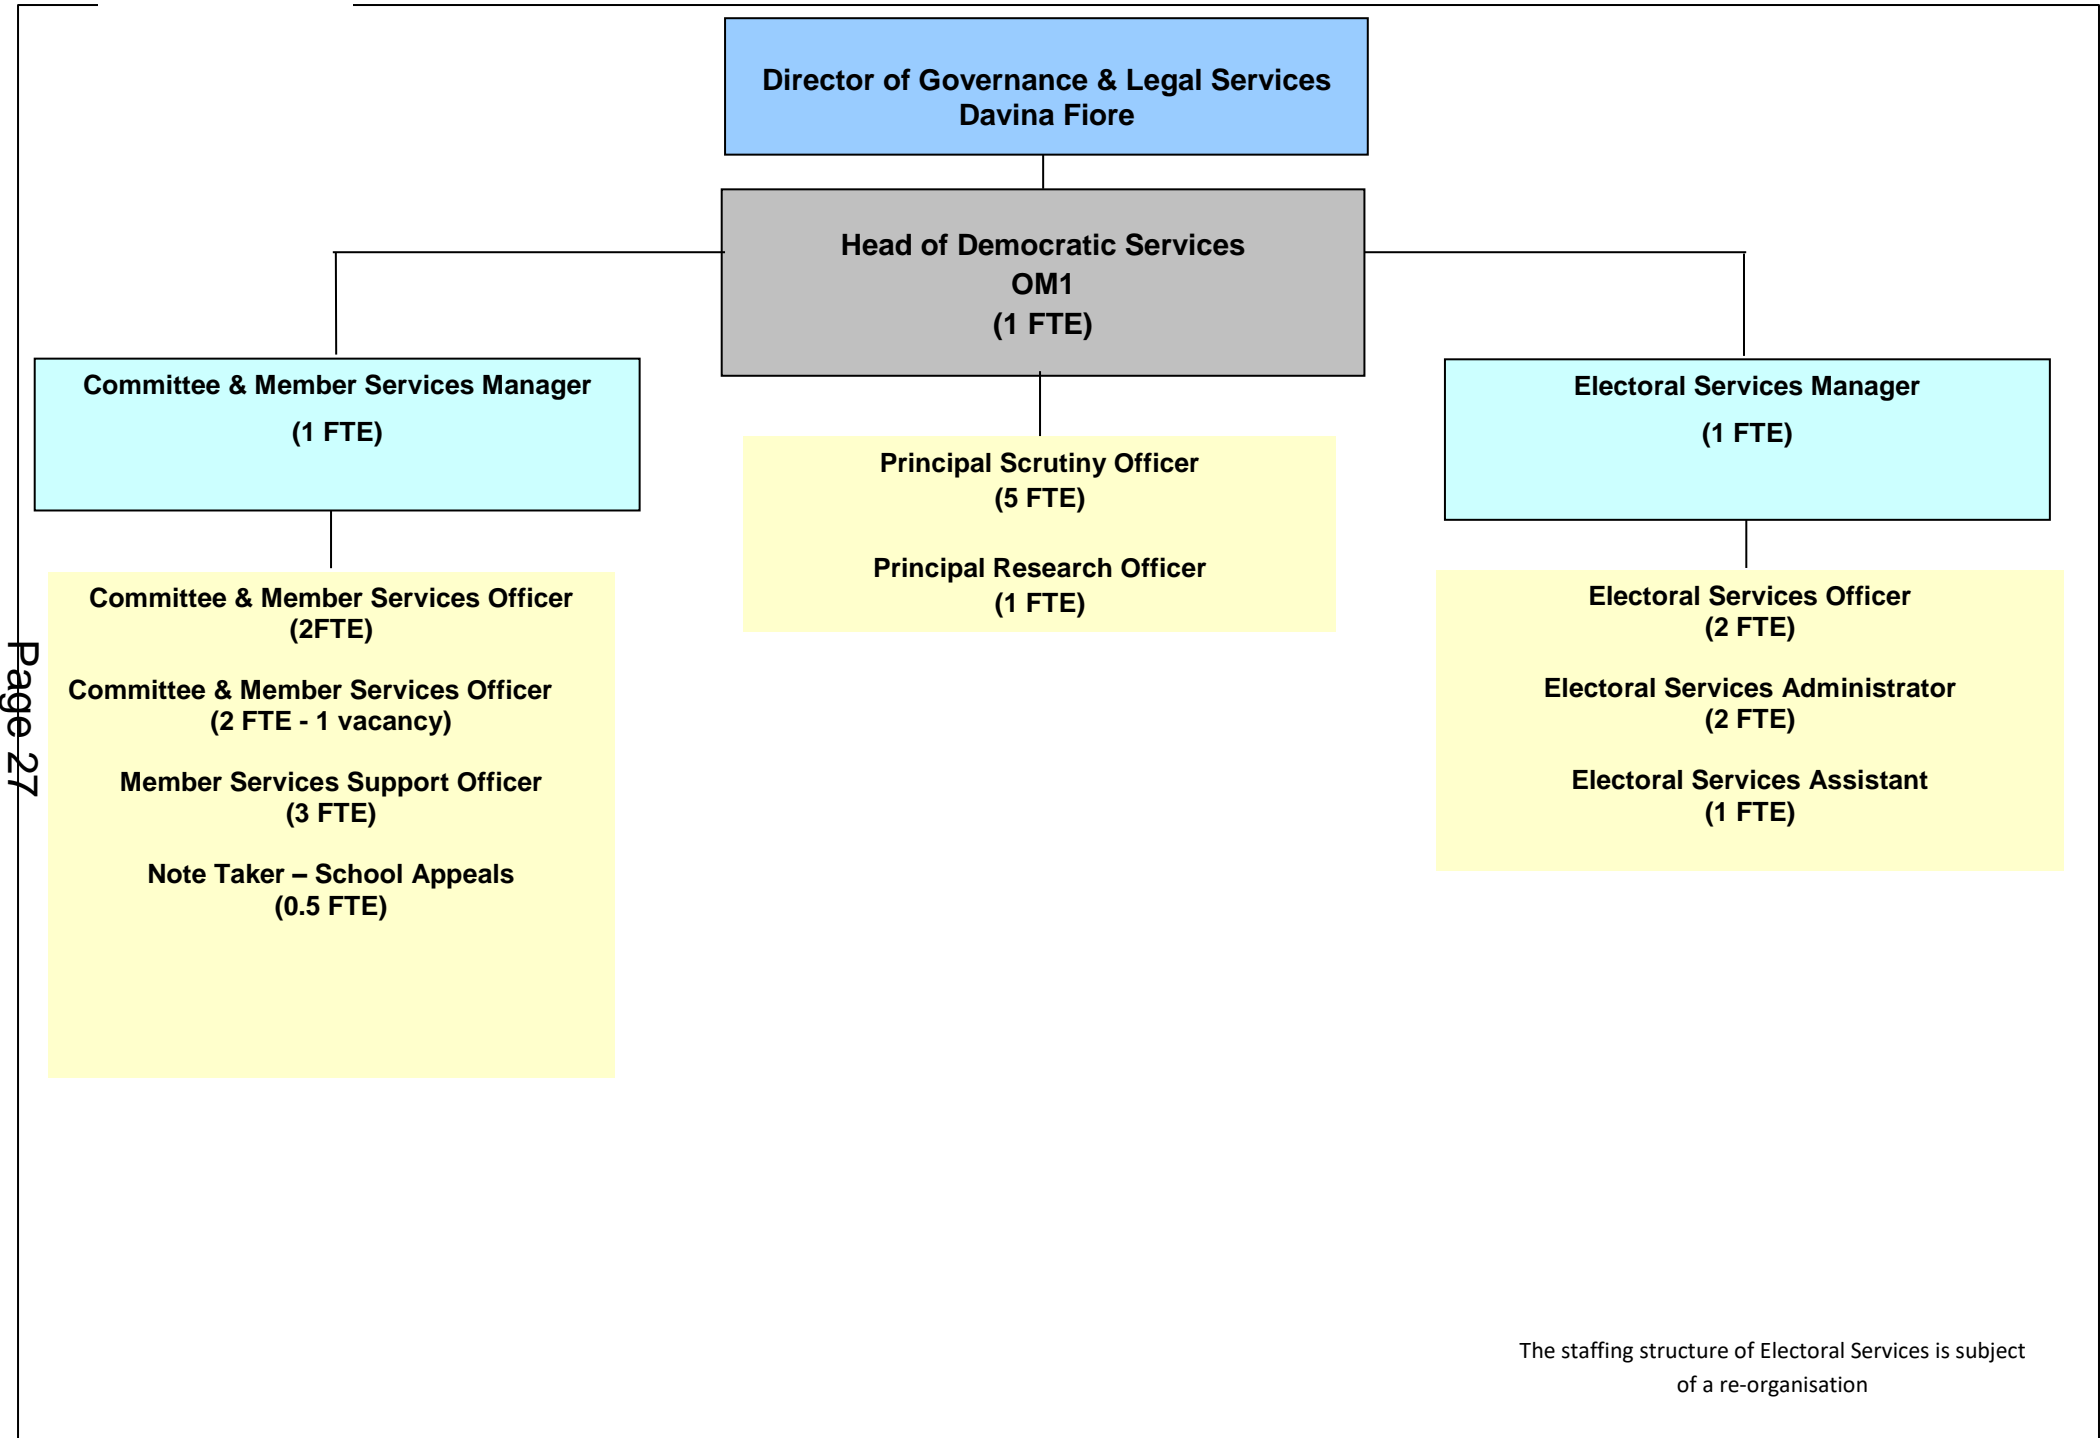 Director of Governance & Legal Services
Davina Fiore
Head of Democratic Services
OM1
(1 FTE)
Committee & Member Services Manager
(1 FTE)
Electoral Services Manager
(1 FTE)
Principal Scrutiny Officer
(5 FTE)
Principal Research Officer
(1 FTE)
Committee & Member Services Officer
(2FTE)
Committee & Member Services Officer
(2 FTE - 1 vacancy)
Member Services Support Officer
(3 FTE)
Note Taker – School Appeals
(0.5 FTE)
Electoral Services Officer
(2 FTE)
Electoral Services Administrator
(2 FTE)
Electoral Services Assistant
(1 FTE)
The staffing structure of Electoral Services is subject
of a re-organisation
Page 27